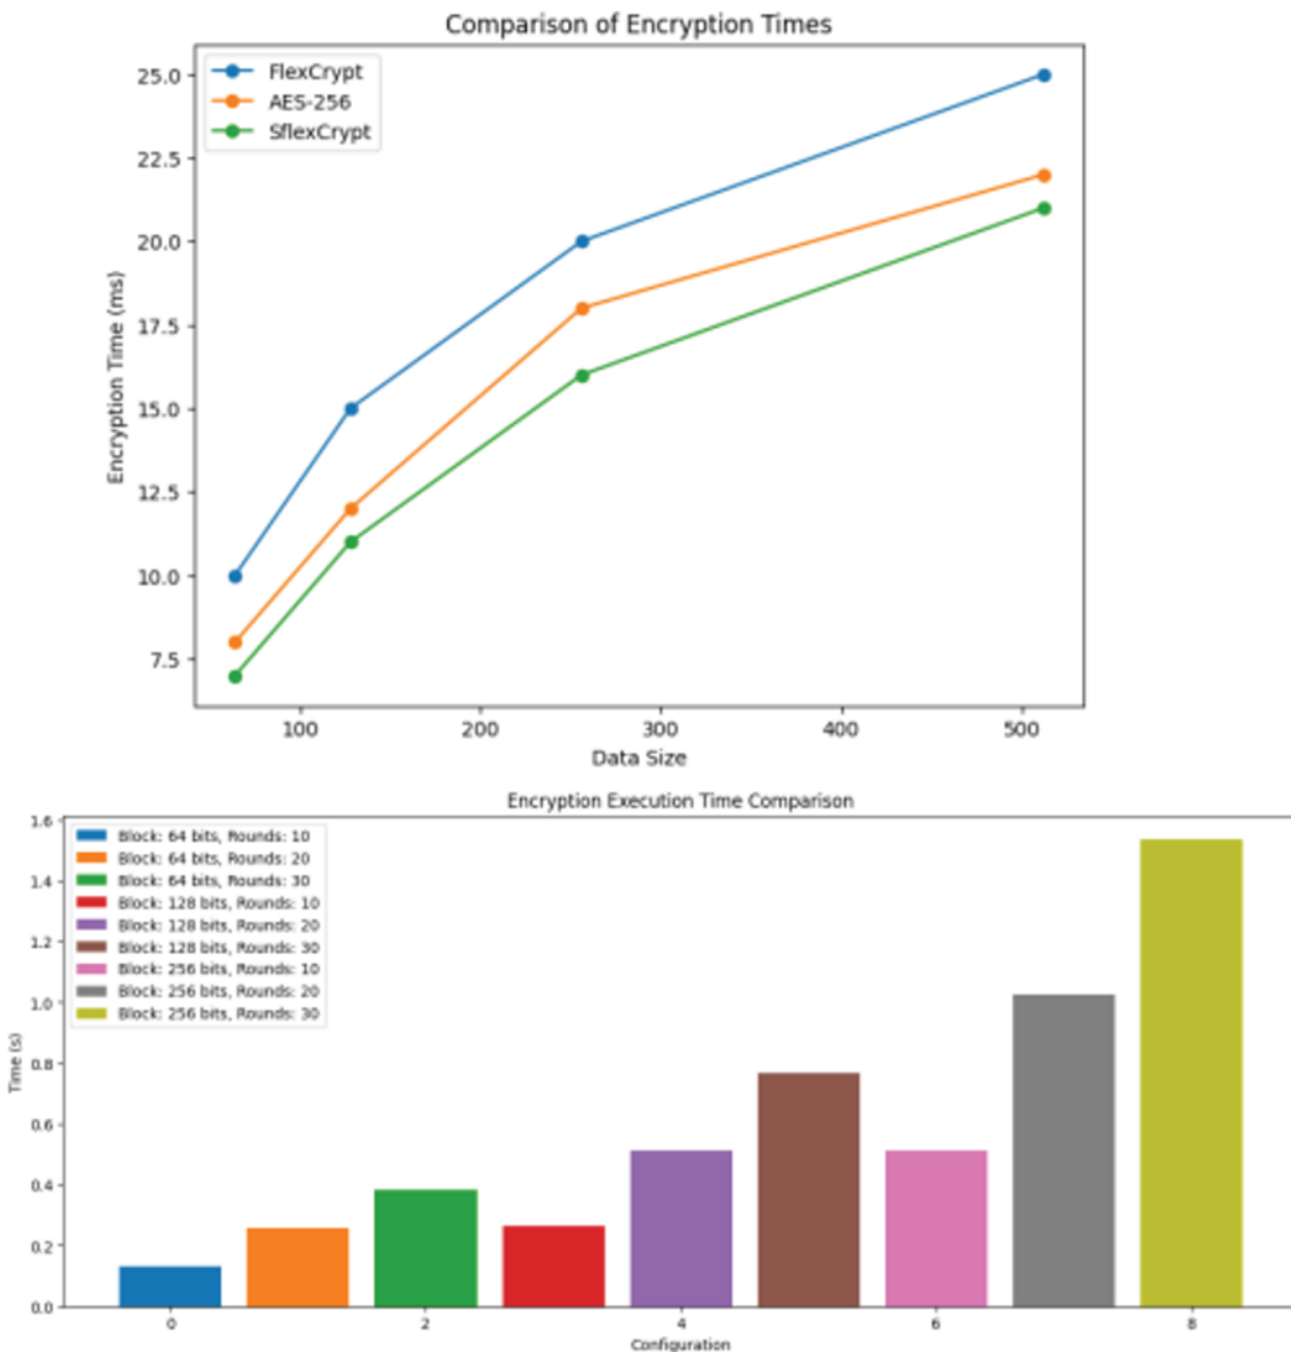 Comparison of Encryption Times
FlexCrypt
AES-256
SflexCrypt
25.0
22.5
20.0
17.5
15.0
12.5
10.0
7.5
Encryption Time (ms)
100 200 300 400 500
Data Size
Encryption Execution Time Comparison
Block: 64 bits, Rounds: 10
Block: 64 bits, Rounds: 20
Block: 64 bits, Rounds: 30
Block: 128 bits, Rounds: 10
Block: 128 bits, Rounds: 20
Block: 128 bits, Rounds: 30
Block: 256 bits, Rounds: 10
Block: 256 bits, Rounds: 20
Block: 256 bits, Rounds: 30
1.6
1.4
1.2
1.0
0.8
0.6
0.4
0.2
0.0
Time (s)
0 2 4 6 8
Configuration